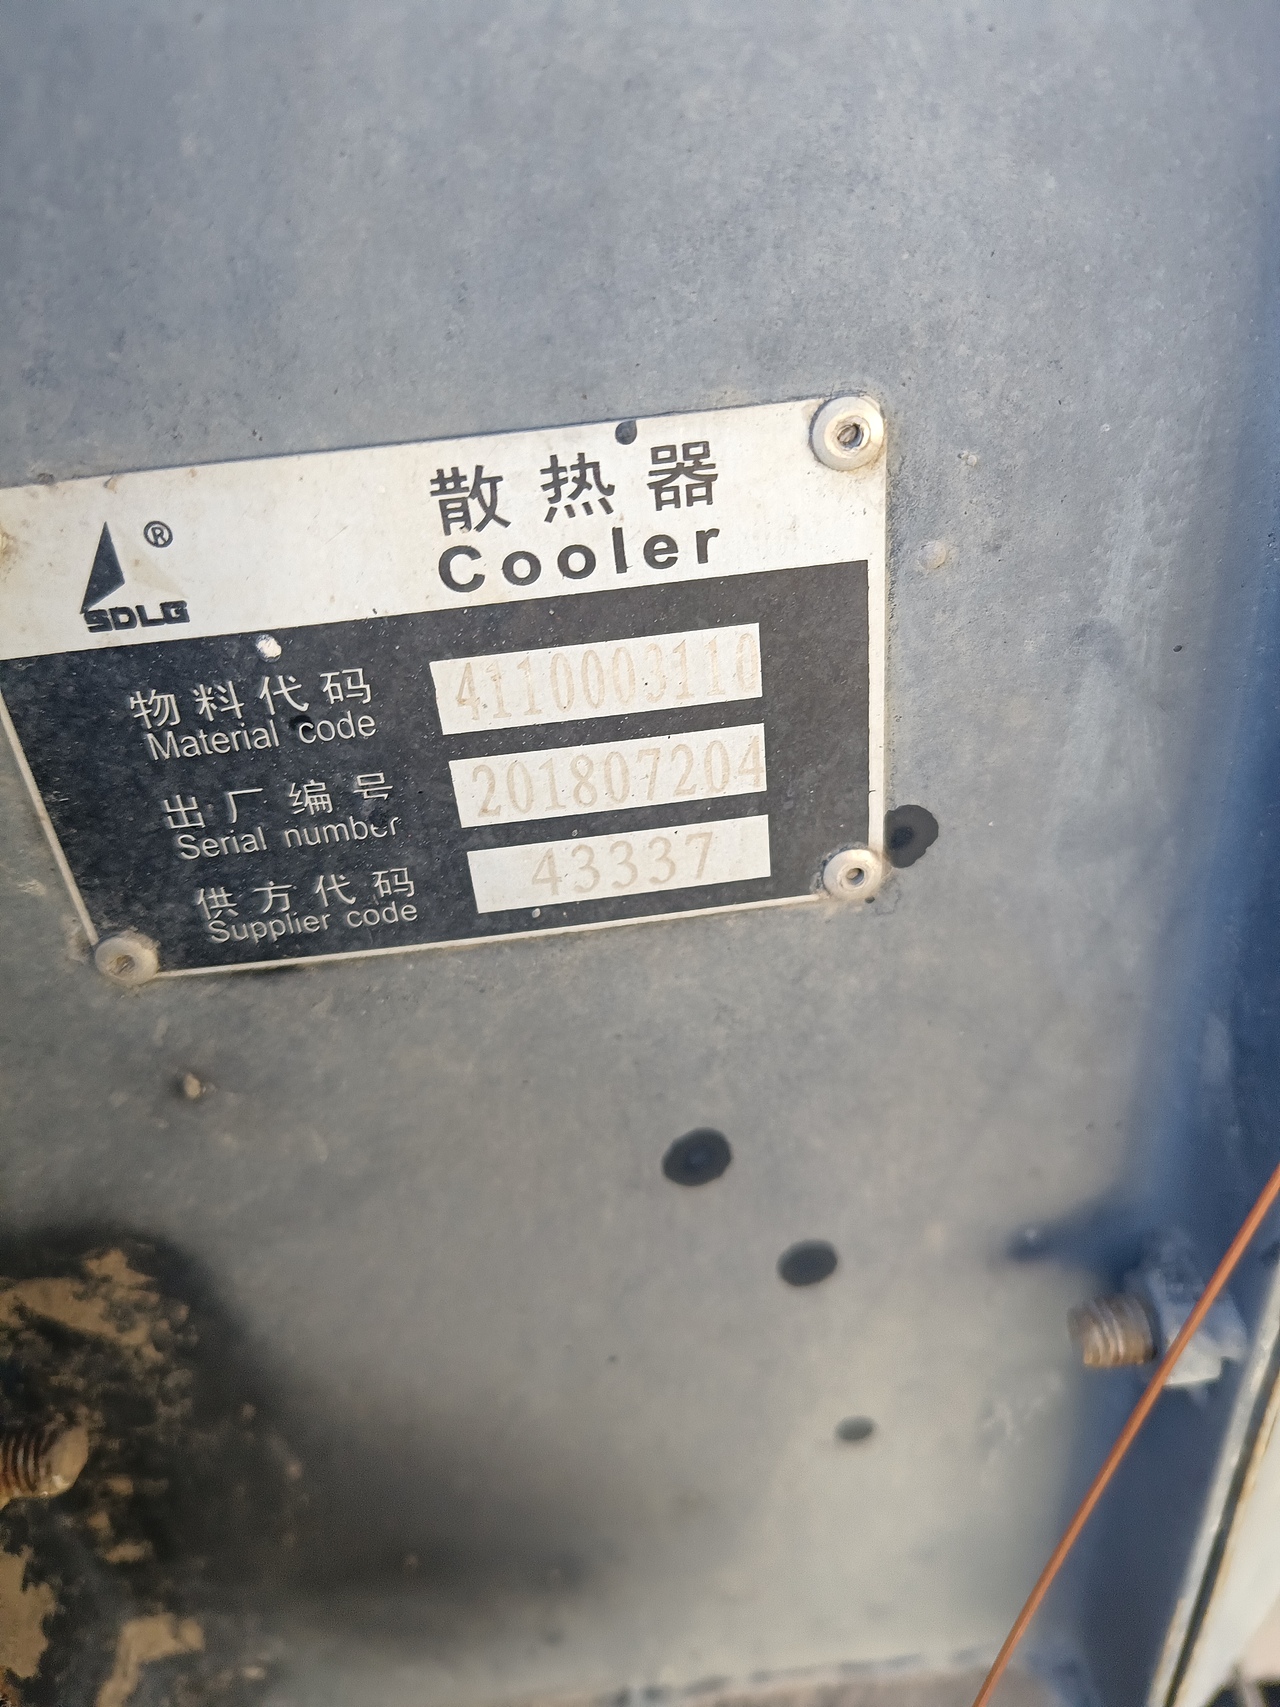 散热器
Cooler
®
SDLG
物料代码 4110003110
Material code
出厂编号 201807204
Serial number
供方代码 43337
Supplier code